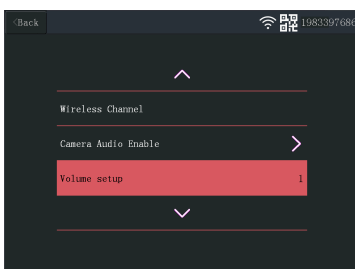 <Back
1983397686
Wireless Channel
Camera Audio Enable
Volume setup 1